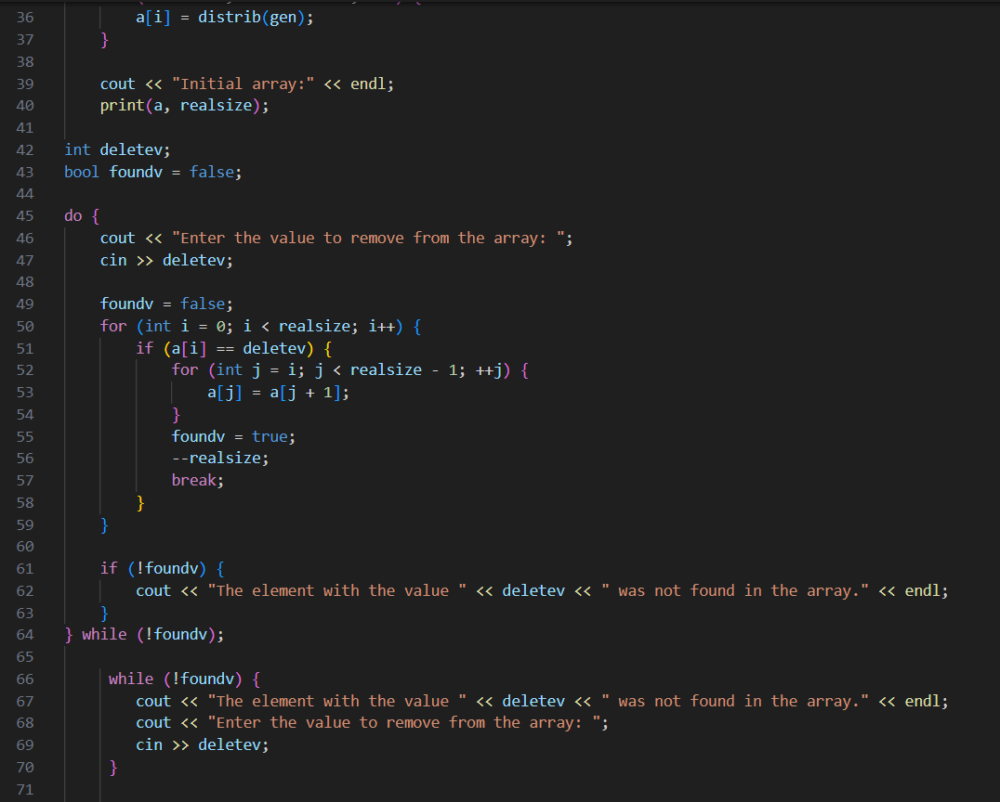 36 a[i] = distrib(gen);
37 }
38
39 cout << "Initial array:" << endl;
40 print(a, realsize);
41
42 int deletev;
43 bool foundv = false;
44
45 do {
46 cout << "Enter the value to remove from the array: ";
47 cin >> deletev;
48
49 foundv = false;
50 for (int i = 0; i < realsize; i++) {
51 if (a[i] == deletev) {
52 for (int j = i; j < realsize - 1; ++j) {
53 a[j] = a[j + 1];
54 }
55 foundv = true;
56 --realsize;
57 break;
58 }
59 }
60
61 if (!foundv) {
62 cout << "The element with the value " << deletev << " was not found in the array." << endl;
63 }
64 } while (!foundv);
65
66 while (!foundv) {
67 cout << "The element with the value " << deletev << " was not found in the array." << endl;
68 cout << "Enter the value to remove from the array: ";
69 cin >> deletev;
70 }
71